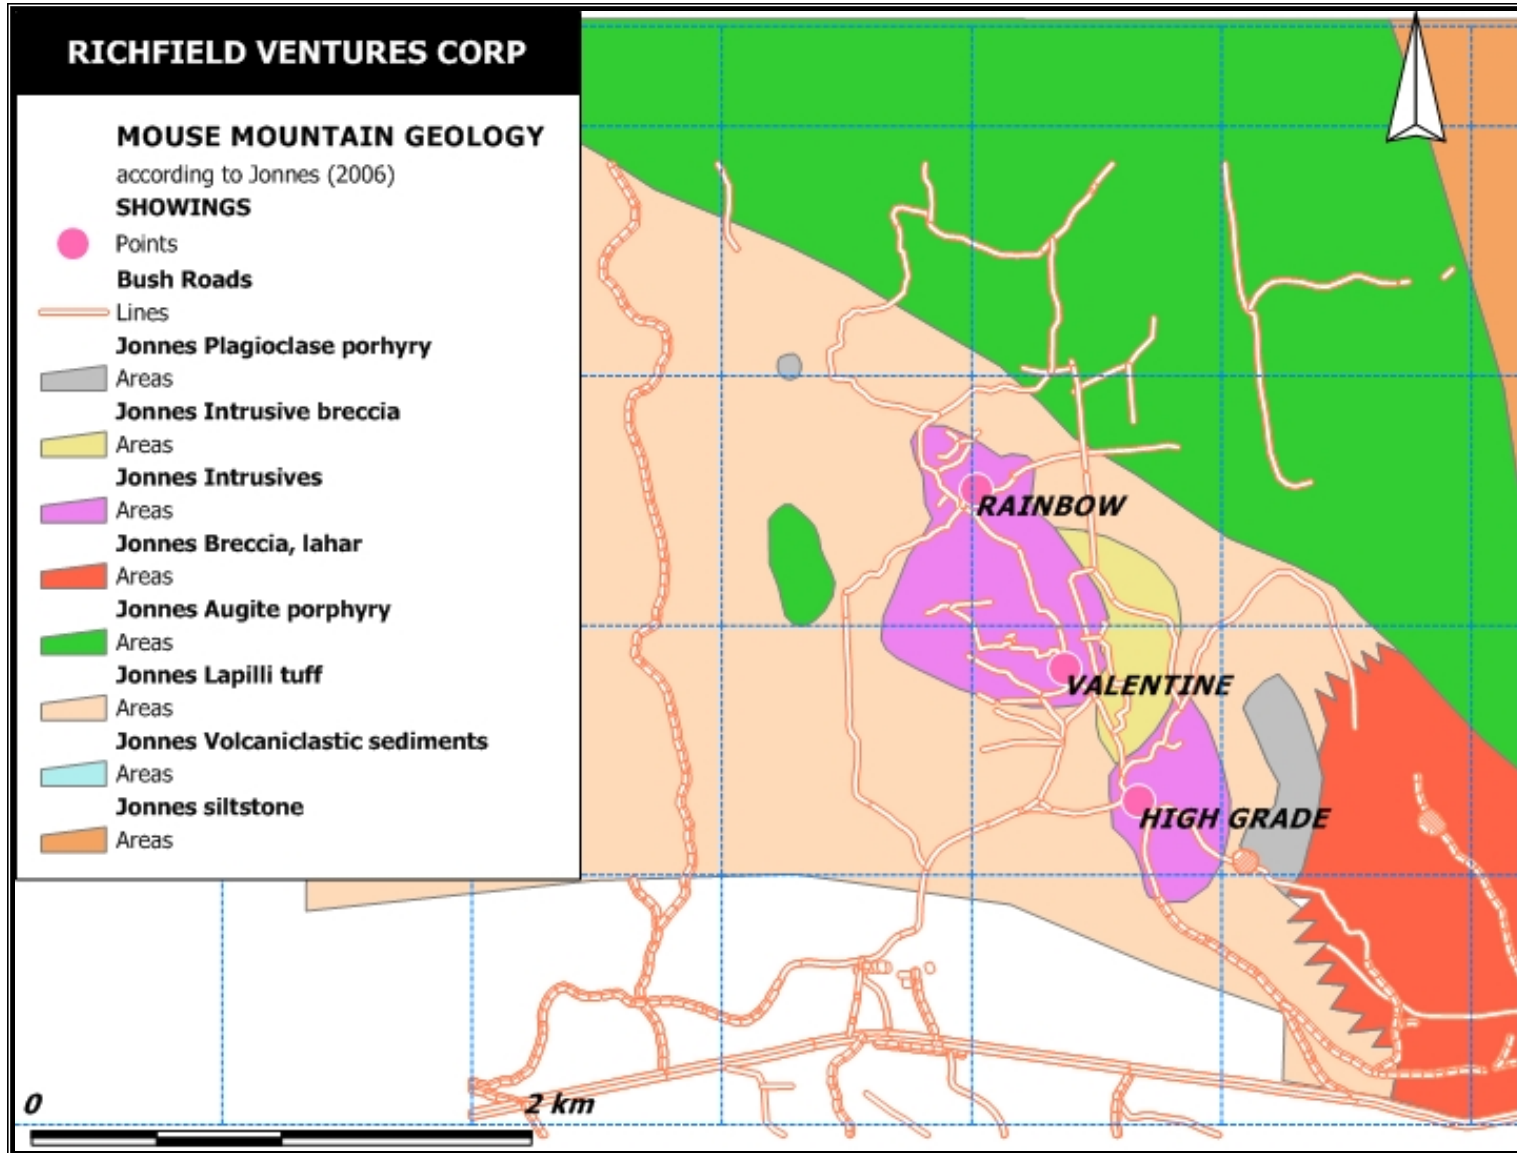 RICHFIELD VENTURES CORP
MOUSE MOUNTAIN GEOLOGY
according to Jonnes (2006)
SHOWINGS
Points
Bush Roads
Lines
Jonnes Plagioclase porhyry
Areas
Jonnes Intrusive breccia
Areas
Jonnes Intrusives
Areas
Jonnes Breccia, lahar
Areas
Jonnes Augite porphyry
Areas
Jonnes Lapilli tuff
Areas
Jonnes Volcaniclastic sediments
Areas
Jonnes siltstone
Areas
RAINBOW
VALENTINE
HIGH GRADE
0 2 km